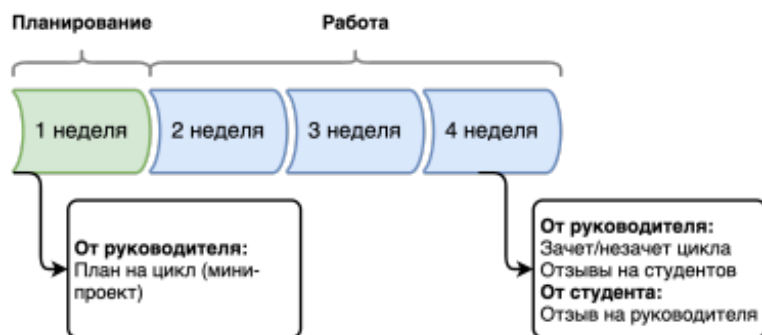 Планирование
Работа
1 неделя
2 неделя
3 неделя
4 неделя
От руководителя:
План на цикл (мини-
проект)
От руководителя:
Зачет/незачет цикла
Отзывы на студентов
От студента:
Отзыв на руководителя